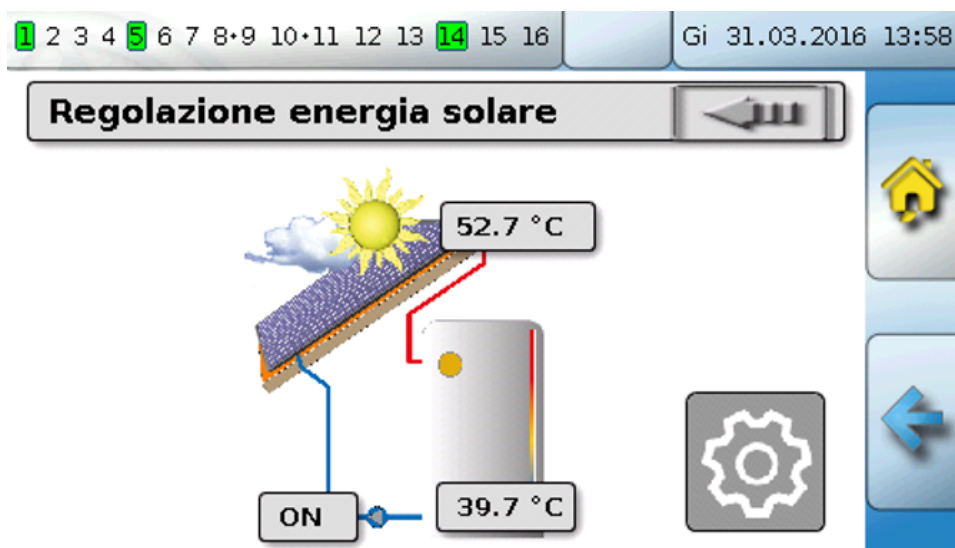 1 2 3 4 5 6 7 8·9 10·11 12 13 14 15 16 Gi 31.03.2016 13:58
Regolazione energia solare
52.7 °C
ON 39.7 °C